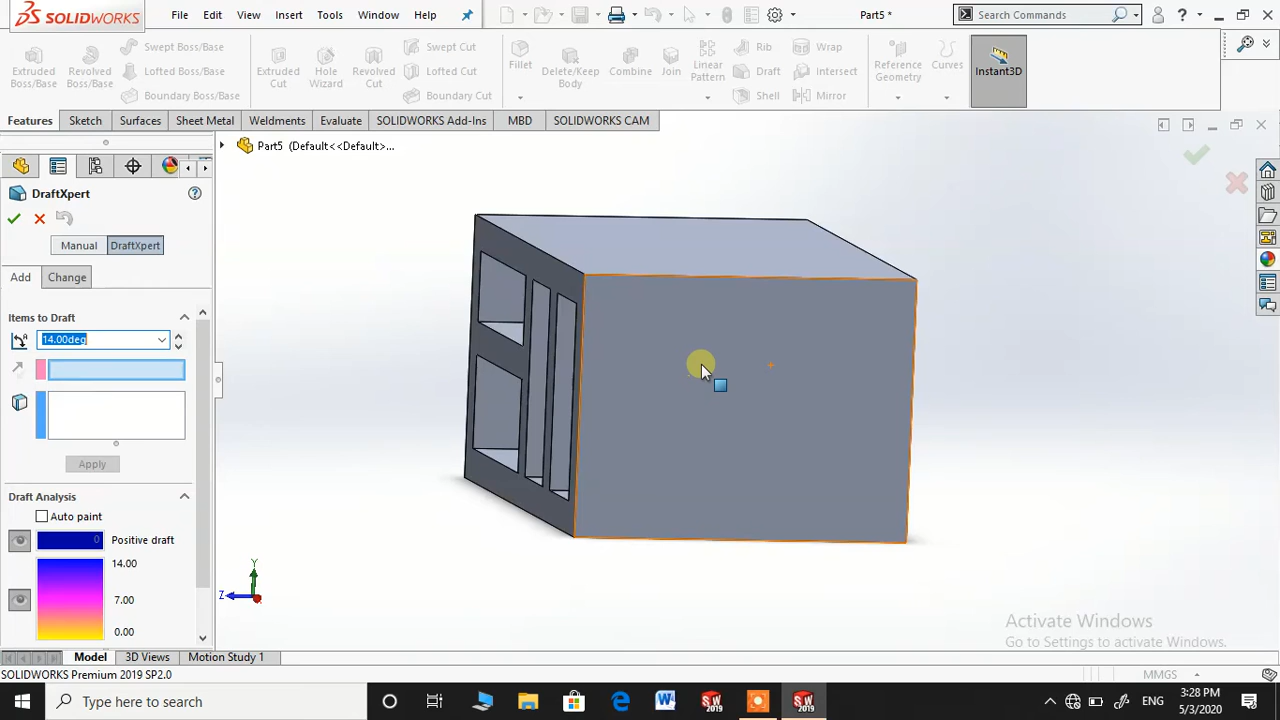 SOLIDWORKS File Edit View Insert Tools Window Help Part5 * Search Commands ?
Extruded Boss/Base Revolved Boss/Base Swept Boss/Base Lofted Boss/Base Boundary Boss/Base Extruded Cut Hole Wizard Revolved Cut Swept Cut Lofted Cut Boundary Cut Fillet Delete/Keep Body Combine Join Linear Pattern Rib Draft Shell Wrap Intersect Mirror Reference Geometry Curves Instant3D
Features Sketch Surfaces Sheet Metal Weldments Evaluate SOLIDWORKS Add-Ins MBD SOLIDWORKS CAM
Part5 (Default<<Default>...
DraftXpert
Manual DraftXpert
Add Change
Items to Draft
14.00deg
Apply
Draft Analysis
Auto paint
0 Positive draft
14.00
7.00
0.00
Y
Z
Activate Windows
Go to Settings to activate Windows.
Model 3D Views Motion Study 1
SOLIDWORKS Premium 2019 SP2.0 MMGS
Type here to search SW 2019 SW 2019 ENG 3:28 PM
5/3/2020